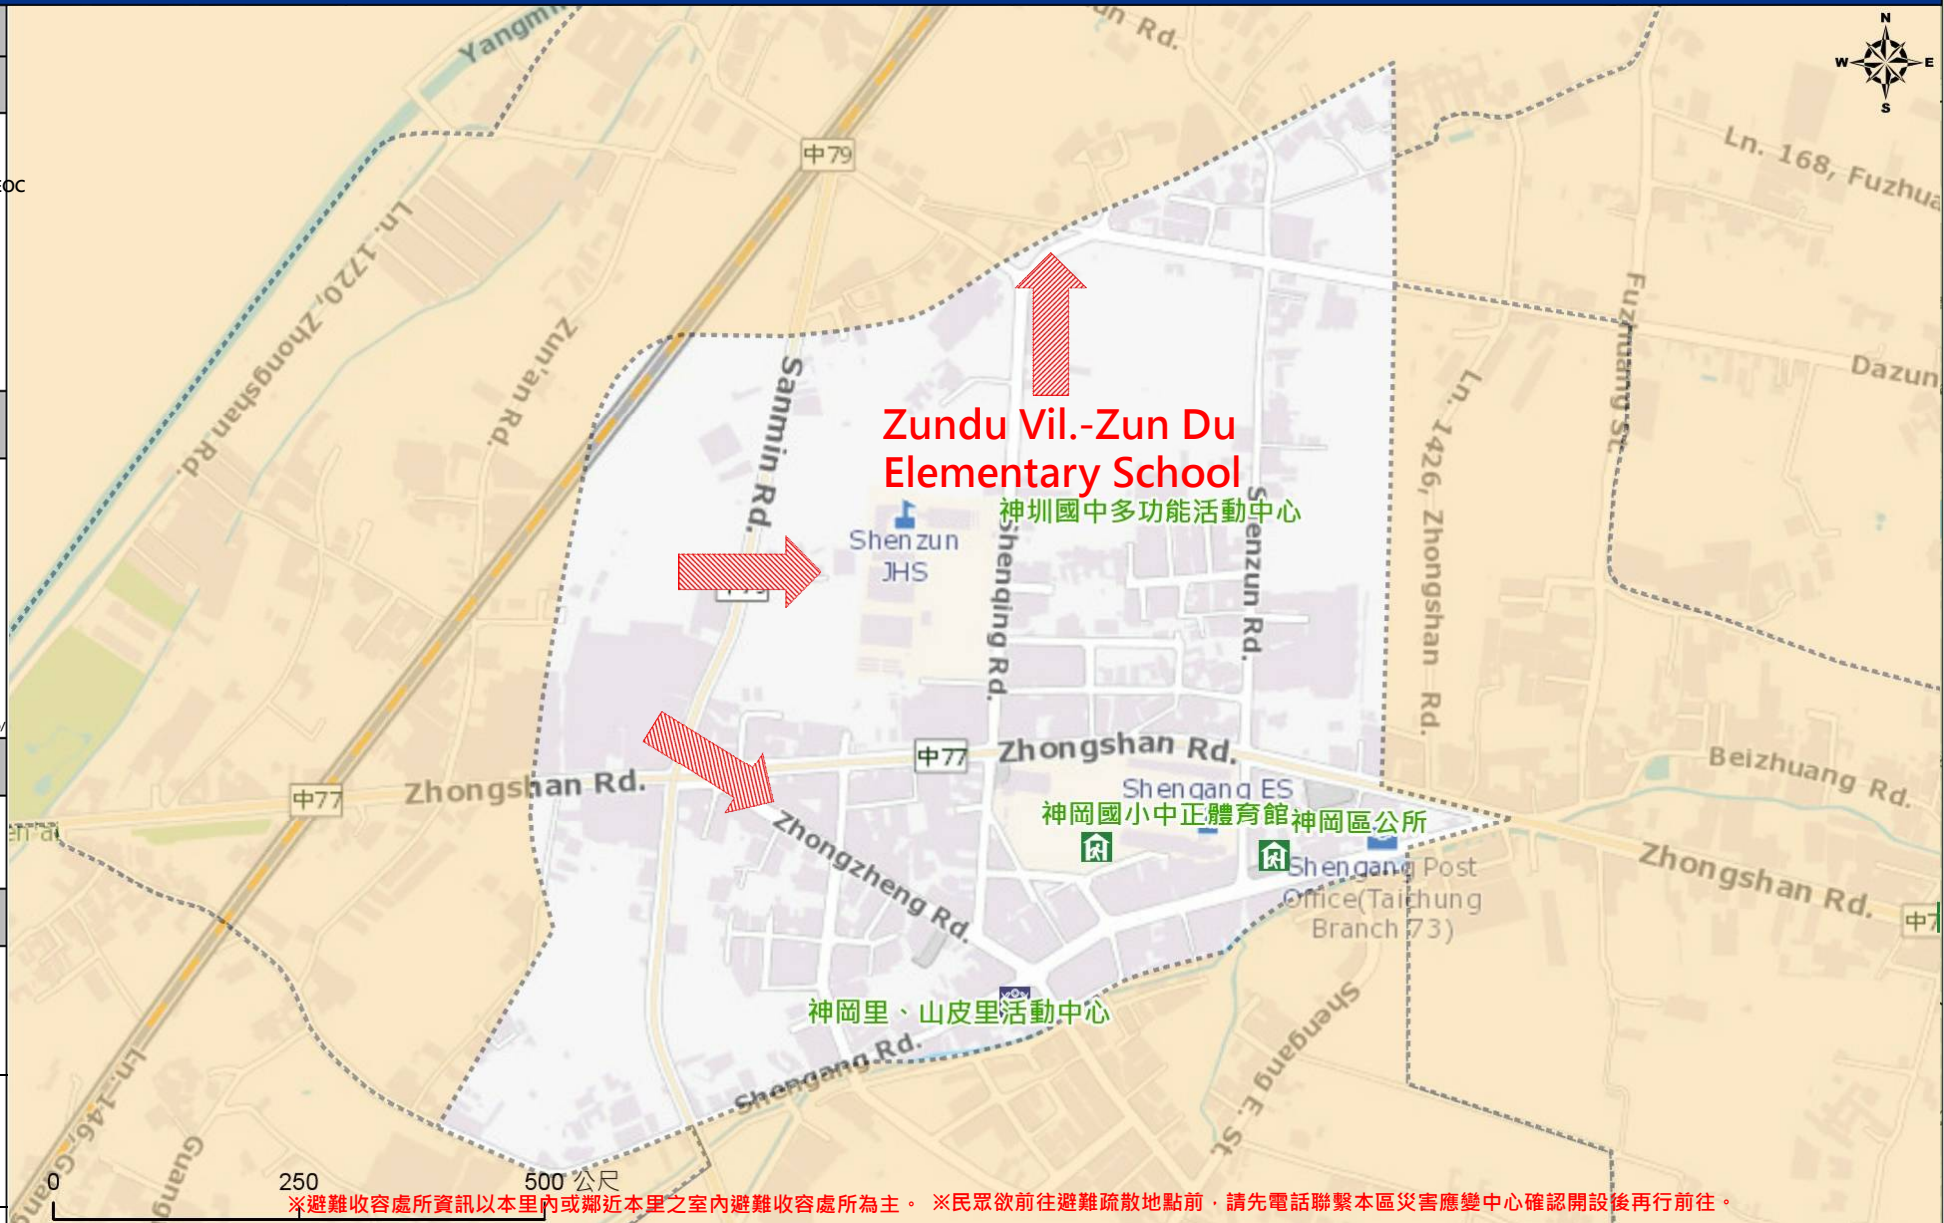 N
W E
S
Yangmi
un Rd.
中79
EOC
Ln. 168, Fuzhua
Ln. 1720, Zhongshan Rd.
Zun'an Rd.
Sanmin Rd.
Fuzhuang St.
Ln. 1426, Zhongshan Rd.
Dazun
Zundu Vil.-Zun Du
Elementary School
神圳國中多功能活動中心
Shenzun
JHS
Shenqing Rd.
Shenzun Rd.
中77
Zhongshan Rd.
Zhongshan Rd.
中77
Beizhuang Rd.
Shengang ES
神岡國小中正體育館
神岡區公所
Zhongzheng Rd.
Shengang Post
Office(Taichung
Branch 73)
Zhongshan Rd.
中7
神岡里、山皮里活動中心
Shengang Rd.
Shengang E. St.
Ln. 146, Guang
Guang
0 250 500 公尺
※避難收容處所資訊以本里內或鄰近本里之室內避難收容處所為主。 ※民眾欲前往避難疏散地點前，請先電話聯繫本區災害應變中心確認開設後再行前往。